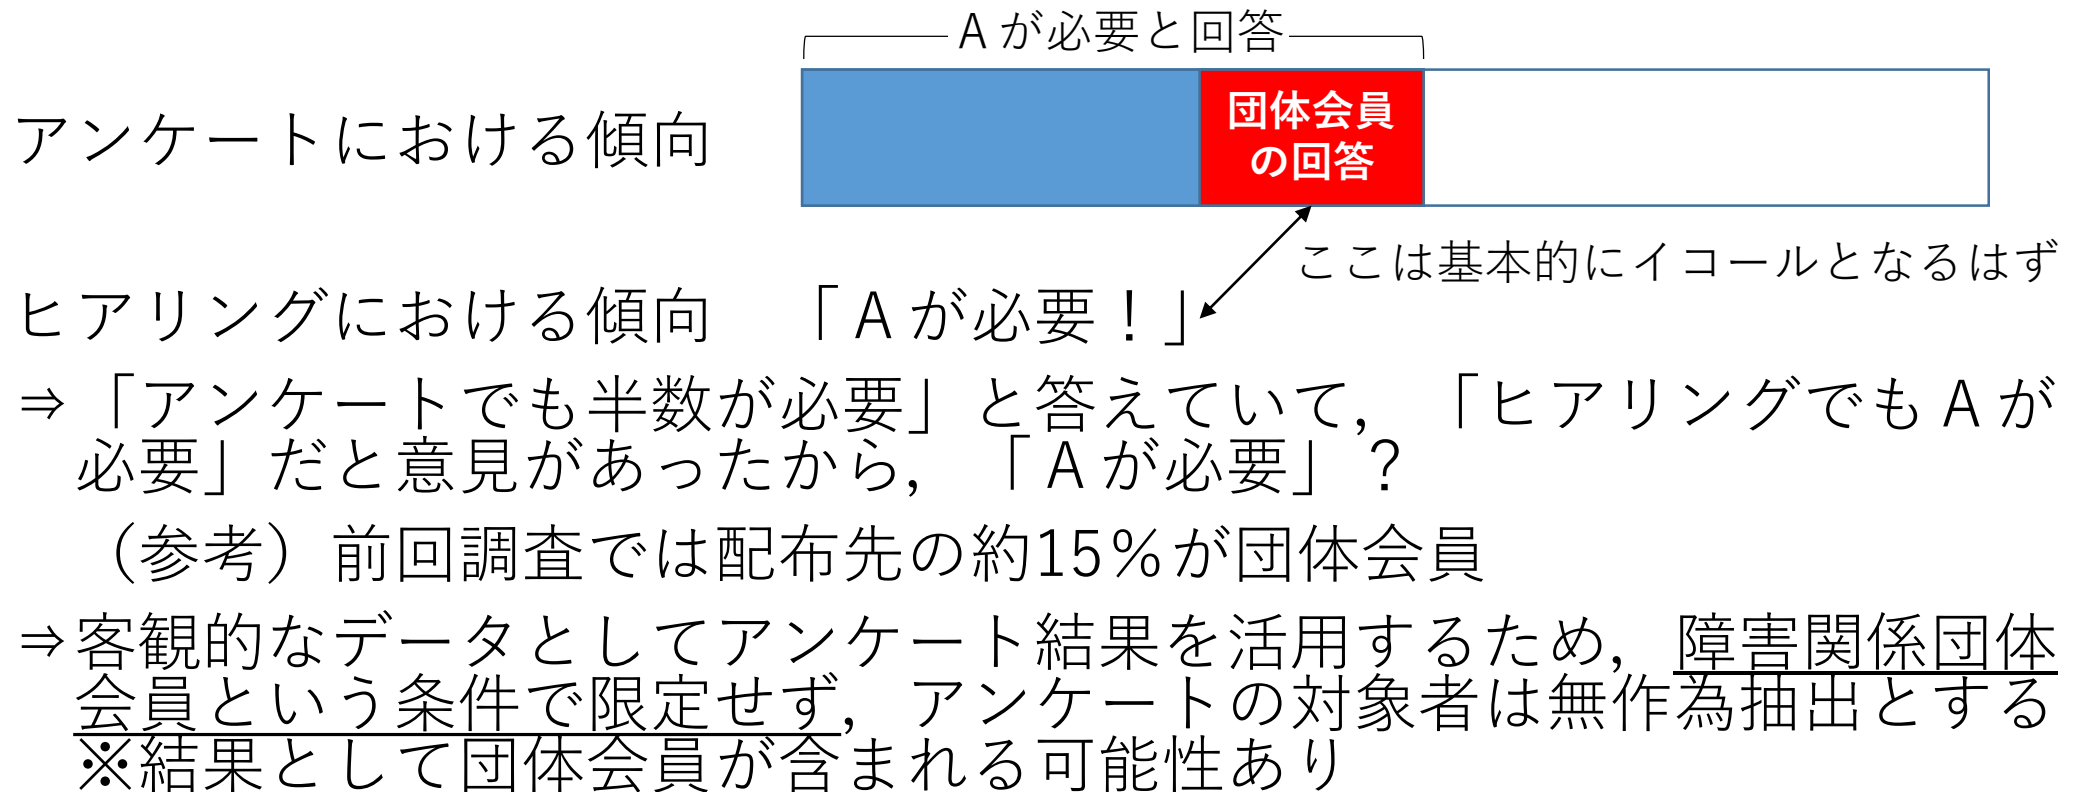 Aが必要と回答
団体会員
の回答
アンケートにおける傾向
ここは基本的にイコールとなるはず
ヒアリングにおける傾向　「Aが必要！」
⇒「アンケートでも半数が必要」と答えていて，「ヒアリングでもAが
必要」だと意見があったから，「Aが必要」？
（参考）前回調査では配布先の約15％が団体会員
⇒客観的なデータとしてアンケート結果を活用するため，障害関係団体
会員という条件で限定せず，アンケートの対象者は無作為抽出とする
※結果として団体会員が含まれる可能性あり